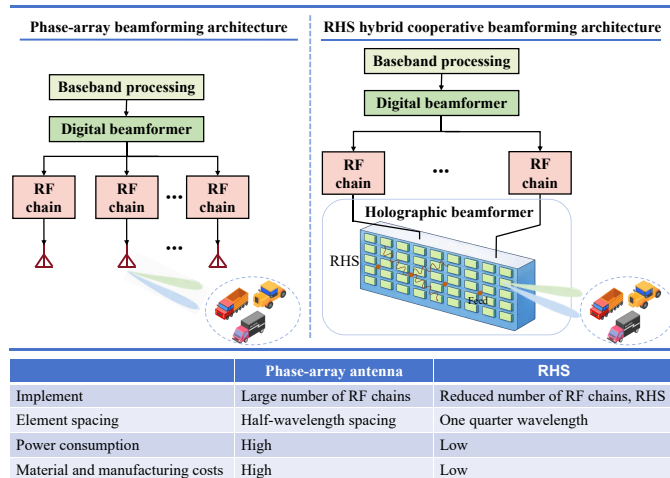 Phase-array beamforming architecture
Baseband processing
Digital beamformer
RF
chain
RF
chain
...
RF
chain
...
RHS hybrid cooperative beamforming architecture
Baseband processing
Digital beamformer
RF
chain
...
RF
chain
Holographic beamformer
RHS
Feed
Phase-array antenna RHS
Implement Large number of RF chains Reduced number of RF chains, RHS
Element spacing Half-wavelength spacing One quarter wavelength
Power consumption High Low
Material and manufacturing costs High Low